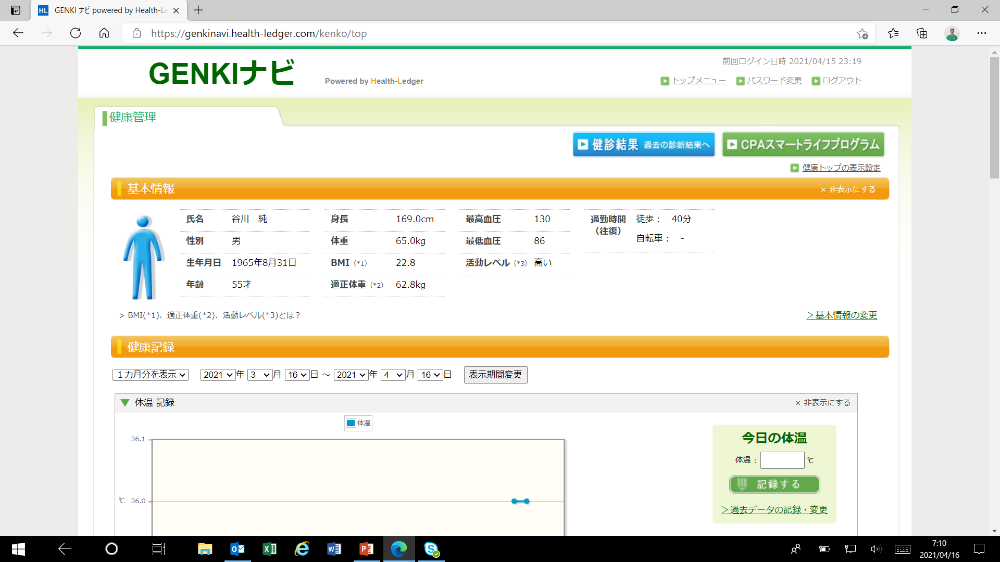 GENKI ナビ powered by Health-Le
https://genkinavi.health-ledger.com/kenko/top
GENKIナビ
Powered by Health-Ledger
前回ログイン日時 2021/04/15 23:19
トップメニュー パスワード変更 ログアウト
健康管理
健診結果 過去の診断結果へ CPAスマートライフプログラム
健康トップの表示設定
基本情報 × 非表示にする
氏名 谷川 純 身長 169.0cm 最高血圧 130 通勤時間 徒歩： 40分
（往復）
性別 男 体重 65.0kg 最低血圧 86 自転車： -
生年月日 1965年8月31日 BMI (*1) 22.8 活動レベル (*3) 高い
年齢 55才 適正体重 (*2) 62.8kg
> BMI(*1)、適正体重(*2)、活動レベル(*3)とは？ ＞基本情報の変更
健康記録
１カ月分を表示 2021 年 3 月 16 日 ～ 2021 年 4 月 16 日 表示期間変更
体温 記録 × 非表示にする
体温
36.1
℃ 36.0
今日の体温
体温： ℃
記録する
＞過去データの記録・変更
7:10
2021/04/16